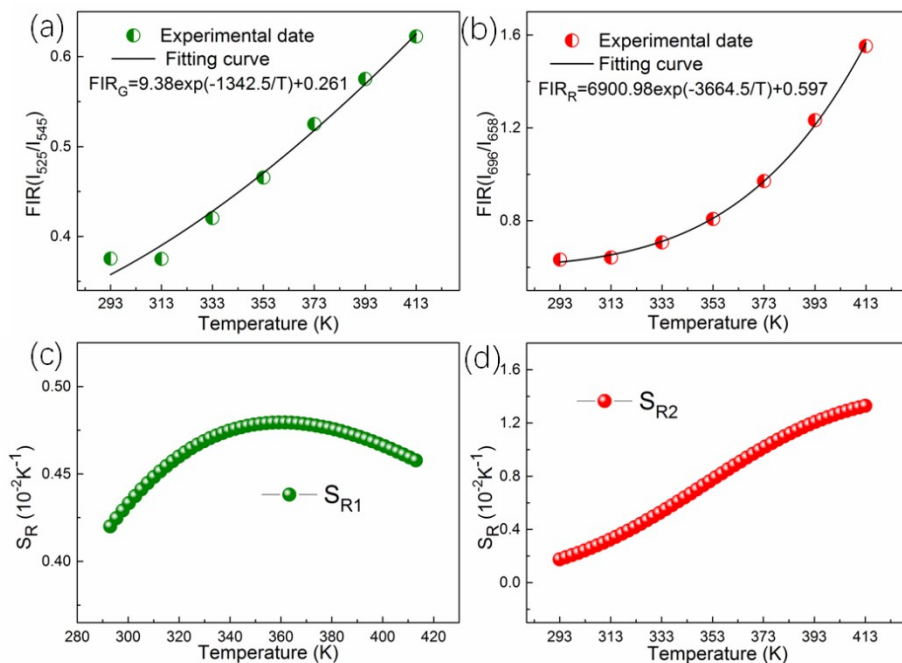 (a)
Experimental date
Fitting curve
FIR_G=9.38exp(-1342.5/T)+0.261
FIR(I_525/I_545)
0.6
0.5
0.4
293 313 333 353 373 393 413
Temperature (K)
(b)
Experimental date
Fitting curve
FIR_R=6900.98exp(-3664.5/T)+0.597
FIR(I_696/I_658)
1.6
1.2
0.8
293 313 333 353 373 393 413
Temperature (K)
(c)
S_R1
S_R (10^-2K^-1)
0.50
0.45
0.40
280 300 320 340 360 380 400 420
Temperature (K)
(d)
S_R2
S_R (10^-2K^-1)
1.6
1.2
0.8
0.4
0.0
293 313 333 353 373 393 413
Temperature (K)